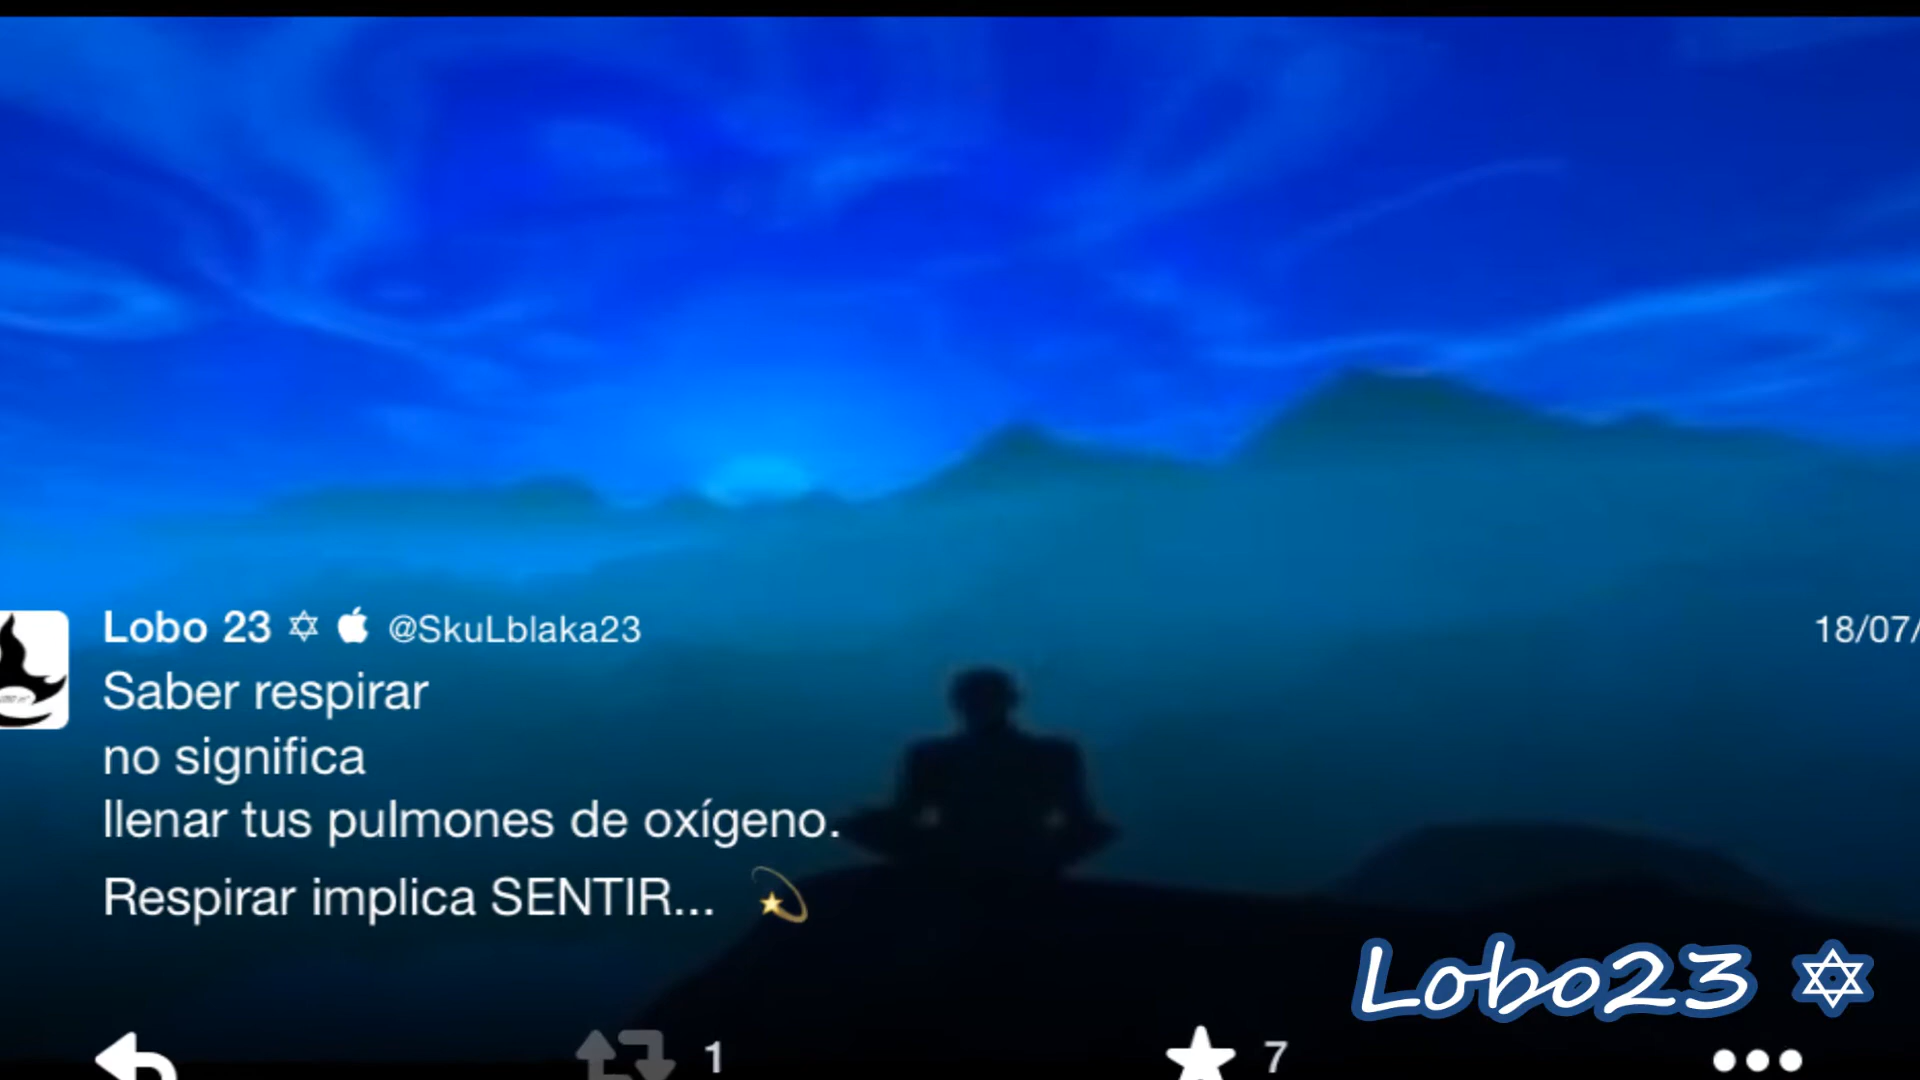 Lobo 23 ✡ @SkuLblaka23
18/07/
Saber respirar
no significa
llenar tus pulmones de oxígeno.
Respirar implica SENTIR... 💫
Lobo23 ✡
1
7